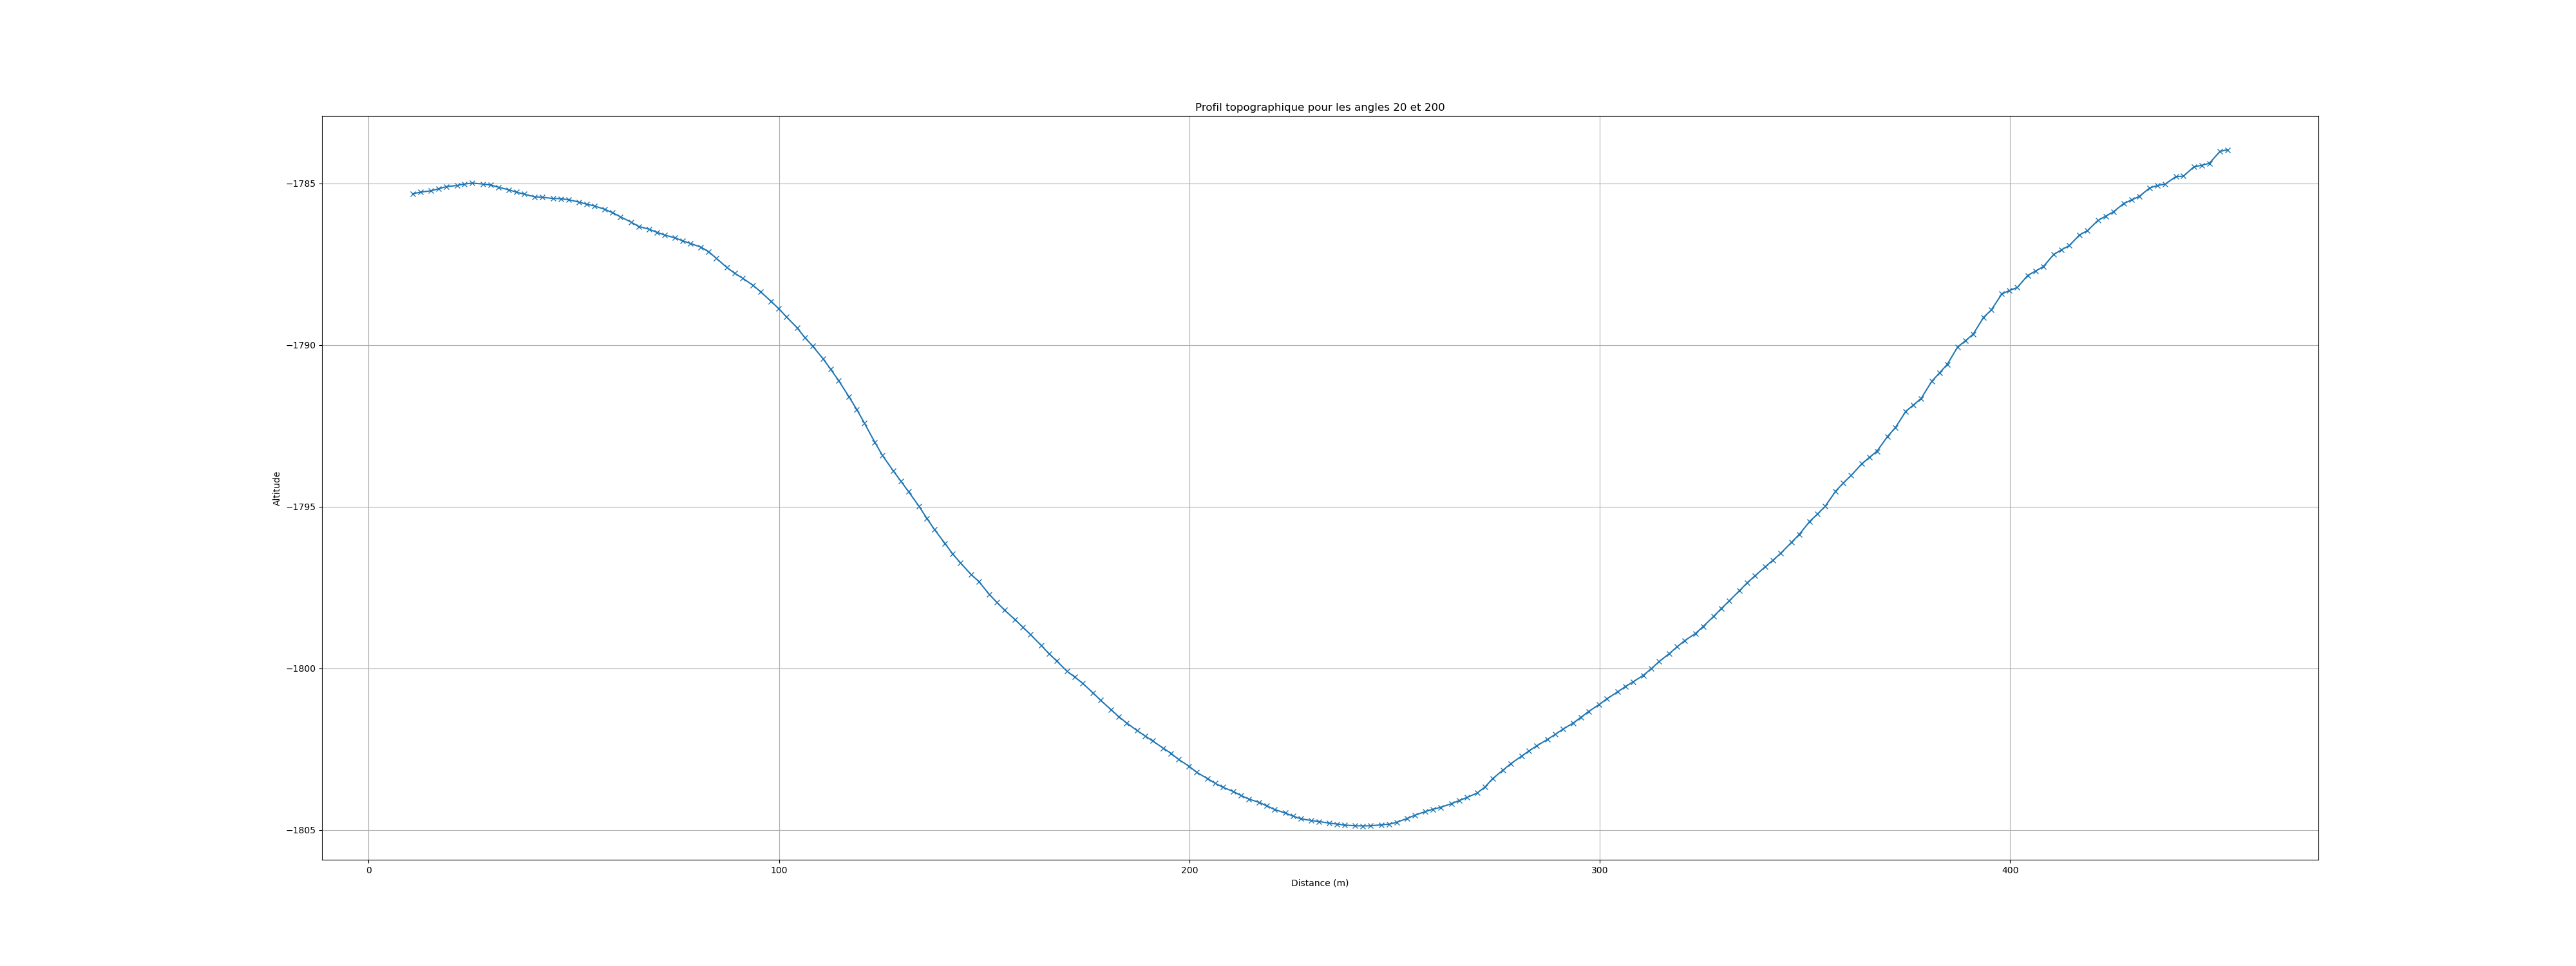 Profil topographique pour les angles 20 et 200
−1785
−1790
−1795
−1800
−1805
Altitude
0 100 200 300 400
Distance (m)